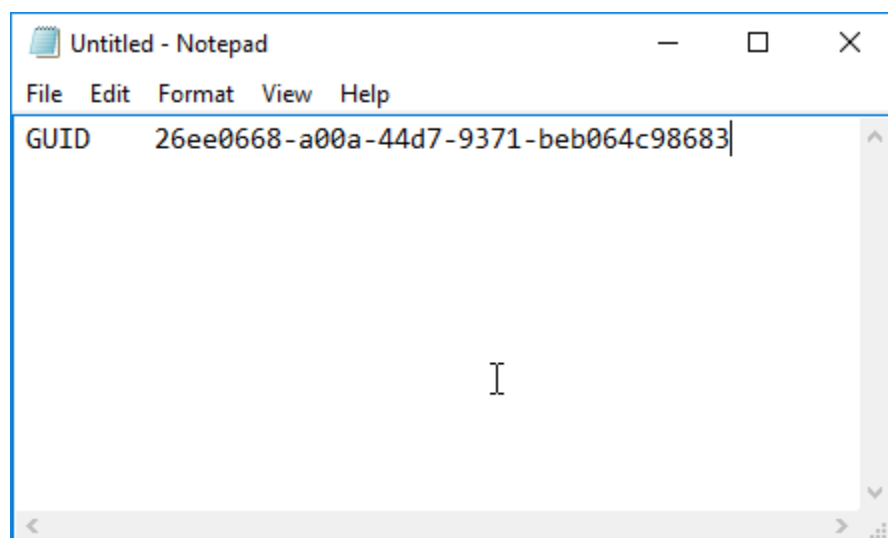 Untitled - Notepad
File Edit Format View Help
GUID    26ee0668-a00a-44d7-9371-beb064c98683